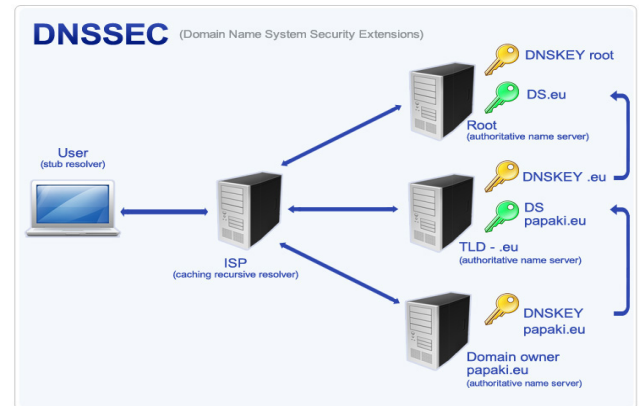 DNSSEC (Domain Name System Security Extensions)
DNSKEY root
DS.eu
Root
(authoritative name server)
User
(stub resolver)
DNSKEY .eu
DS
papaki.eu
TLD - .eu
(authoritative name server)
ISP
(caching recursive resolver)
DNSKEY
papaki.eu
Domain owner
papaki.eu
(authoritative name server)